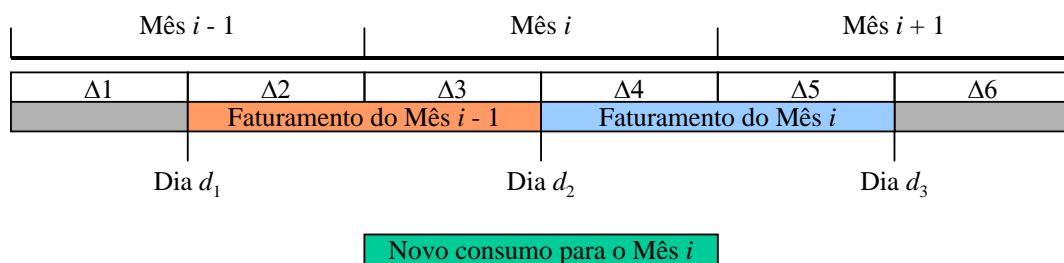 Mês i - 1 Mês i Mês i + 1
Δ1 Δ2 Δ3 Δ4 Δ5 Δ6
Faturamento do Mês i - 1 Faturamento do Mês i
Dia d1 Dia d2 Dia d3
Novo consumo para o Mês i